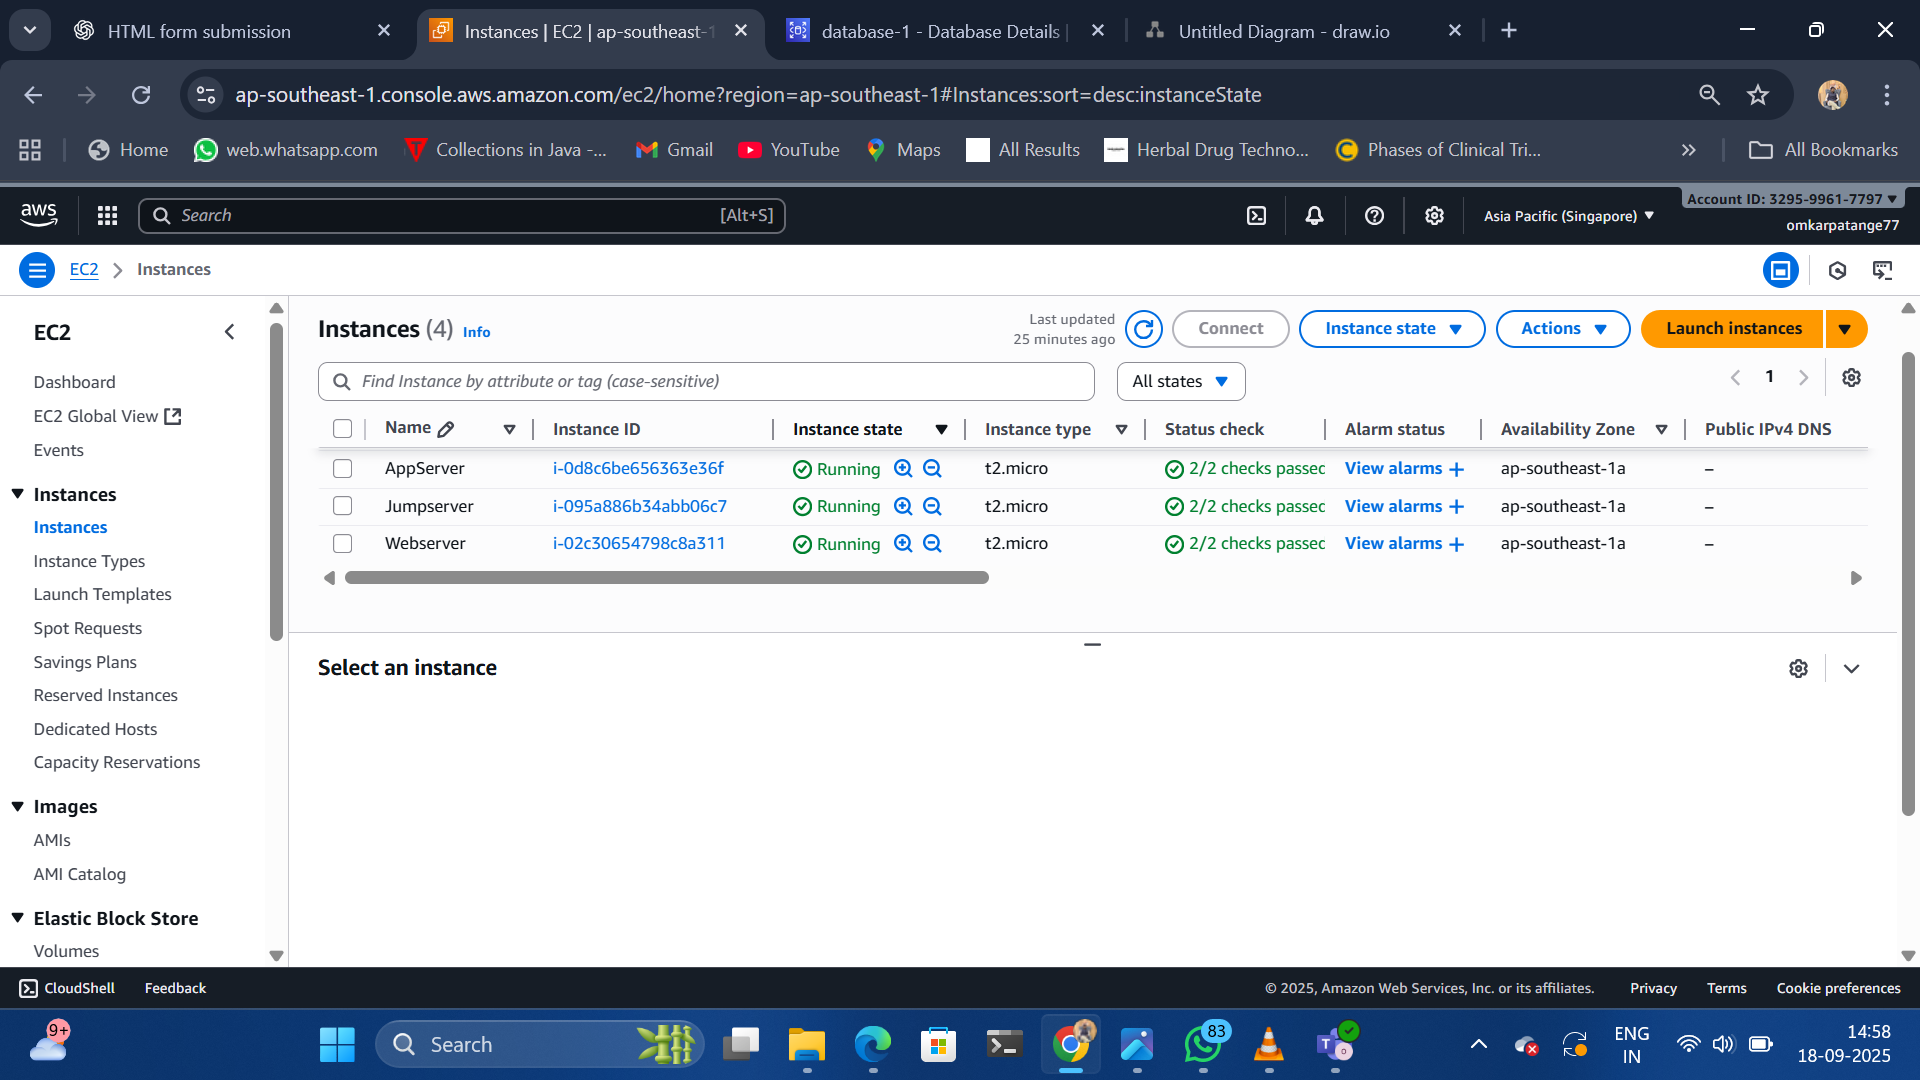 HTML form submission
Instances | EC2 | ap-southeast-1
database-1 - Database Details |
Untitled Diagram - draw.io
ap-southeast-1.console.aws.amazon.com/ec2/home?region=ap-southeast-1#Instances:sort=desc:instanceState
Home
web.whatsapp.com
Collections in Java -...
Gmail
YouTube
Maps
All Results
Herbal Drug Techno...
Phases of Clinical Tri...
All Bookmarks
aws
Search
[Alt+S]
Asia Pacific (Singapore)
Account ID: 3295-9961-7797
omkarpatange77
EC2
Instances
EC2
Dashboard
EC2 Global View
Events
Instances
Instances
Instance Types
Launch Templates
Spot Requests
Savings Plans
Reserved Instances
Dedicated Hosts
Capacity Reservations
Images
AMIs
AMI Catalog
Elastic Block Store
Volumes
Instances (4) Info
Last updated
25 minutes ago
Connect
Instance state
Actions
Launch instances
Find Instance by attribute or tag (case-sensitive)
All states
1
Name Instance ID Instance state Instance type Status check Alarm status Availability Zone Public IPv4 DNS
AppServer i-0d8c6be656363e36f Running t2.micro 2/2 checks passed View alarms + ap-southeast-1a –
Jumpserver i-095a886b34abb06c7 Running t2.micro 2/2 checks passed View alarms + ap-southeast-1a –
Webserver i-02c30654798c8a311 Running t2.micro 2/2 checks passed View alarms + ap-southeast-1a –
Select an instance
CloudShell
Feedback
© 2025, Amazon Web Services, Inc. or its affiliates.
Privacy
Terms
Cookie preferences
9+
Search
83
ENG
IN
14:58
18-09-2025